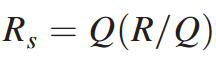 R_s = Q(R/Q)